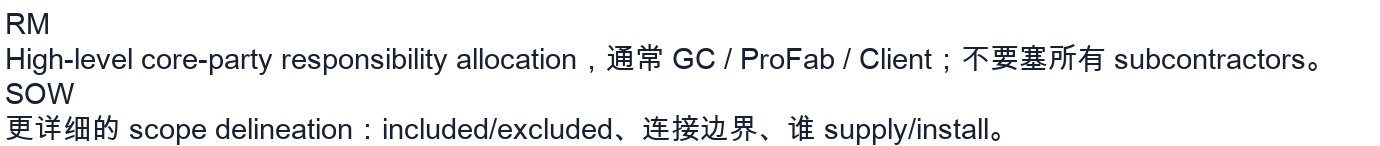 RM
High-level core-party responsibility allocation，通常 GC / ProFab / Client；不要塞所有 subcontractors。
SOW
更详细的 scope delineation：included/excluded、连接边界、谁 supply/install。